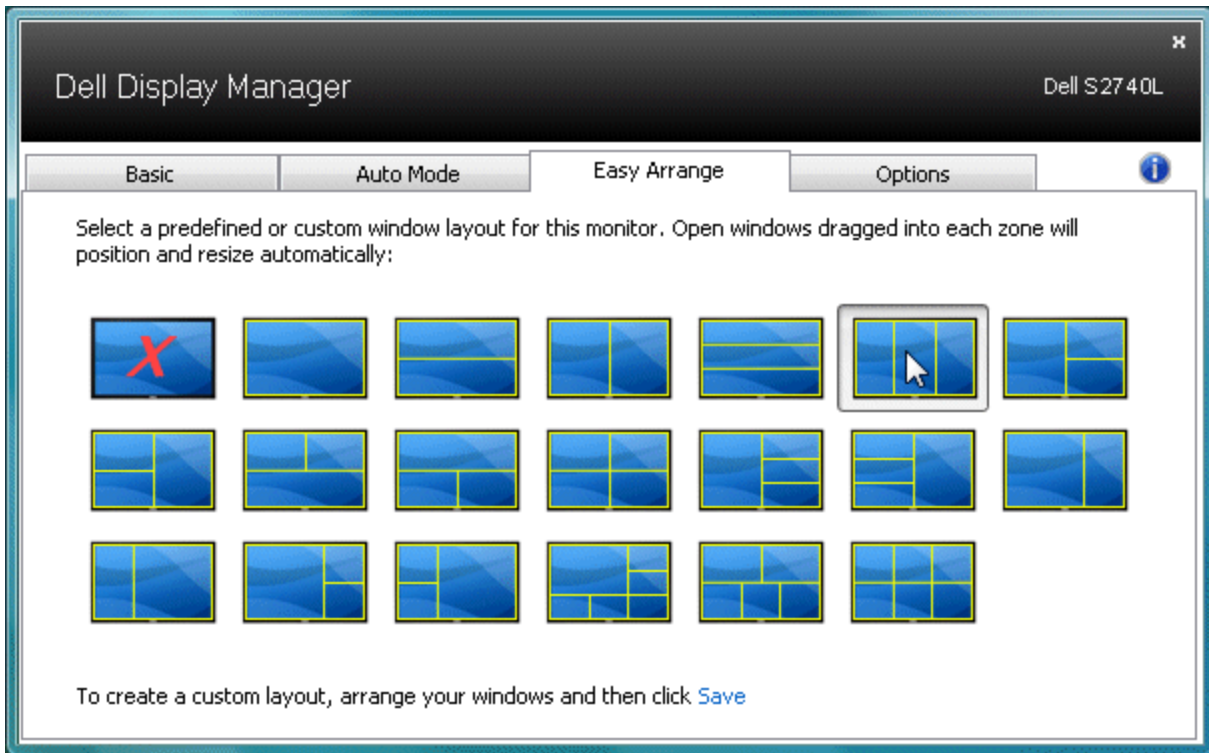 Dell Display Manager
Dell S2740L
Basic
Auto Mode
Easy Arrange
Options
Select a predefined or custom window layout for this monitor. Open windows dragged into each zone will
position and resize automatically:
X
To create a custom layout, arrange your windows and then click Save